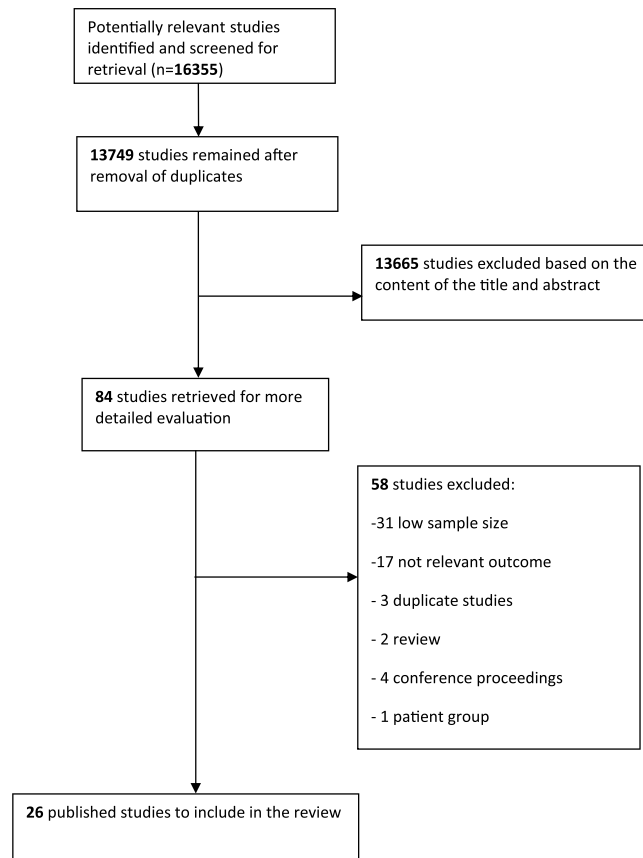 Potentially relevant studies
identified and screened for
retrieval (n=16355)
13749 studies remained after
removal of duplicates
13665 studies excluded based on the
content of the title and abstract
84 studies retrieved for more
detailed evaluation
58 studies excluded:
-31 low sample size
-17 not relevant outcome
- 3 duplicate studies
- 2 review
- 4 conference proceedings
- 1 patient group
26 published studies to include in the review